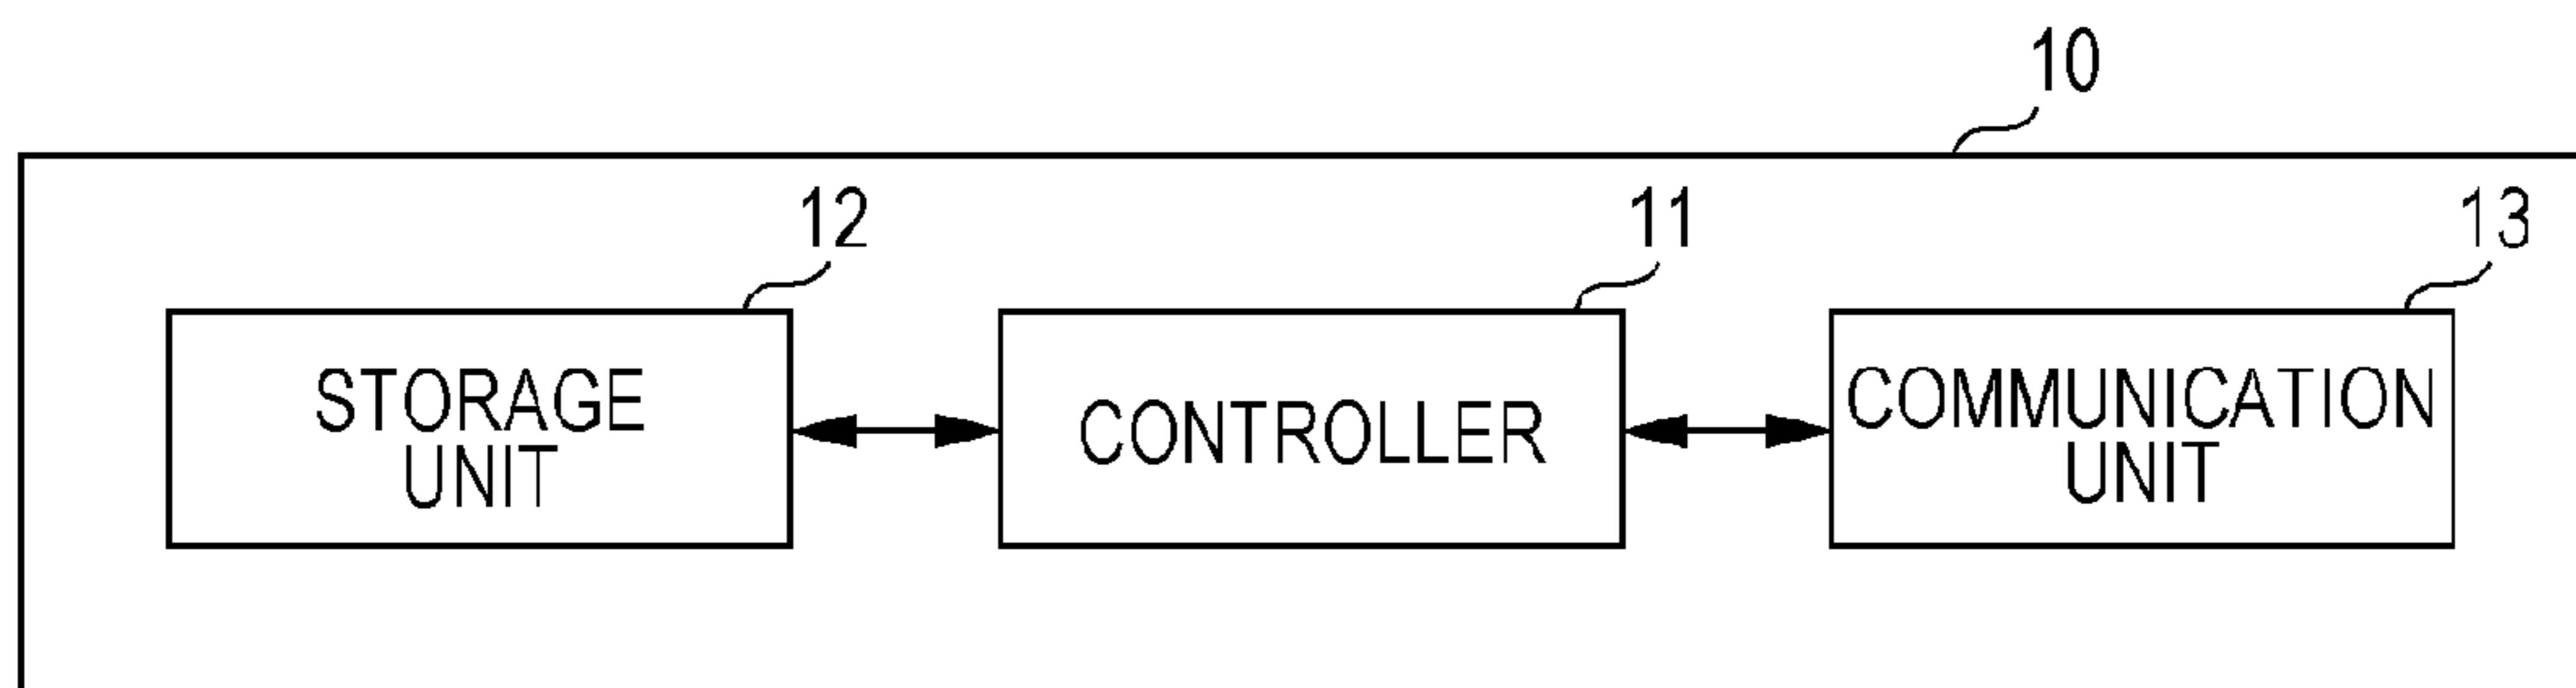 10
12
11
13
STORAGE
UNIT
CONTROLLER
COMMUNICATION
UNIT